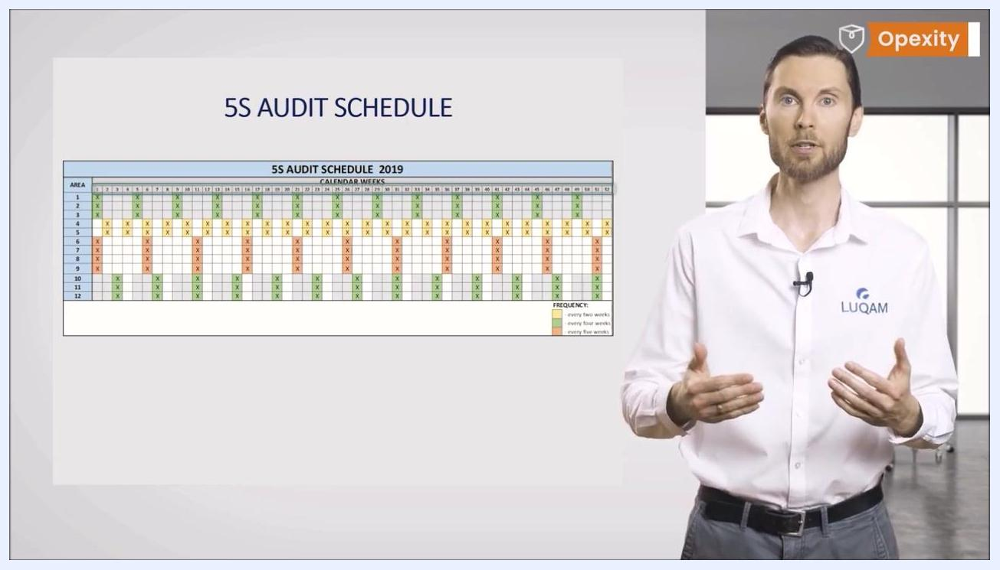 Opexity
5S AUDIT SCHEDULE
5S AUDIT SCHEDULE 2019
AREA
CALENDAR WEEKS
1 2 3 4 5 6 7 8 9 10 11 12 13 14 15 16 17 18 19 20 21 22 23 24 25 26 27 28 29 30 31 32 33 34 35 36 37 38 39 40 41 42 43 44 45 46 47 48 49 50 51 52
1 X X X X X X X X X X X X X
2 X X X X X X X X X X X X X
3 X X X X X X X X X X X X X
4 X X X X X X X X X X X X X X X X X X X X X X X X X X
5 X X X X X X X X X X X X X X X X X X X X X X X X X X
6 X X X X X X X X X X X
7 X X X X X X X X X X X
8 X X X X X X X X X X X
9 X X X X X X X X X X X
10 X X X X X X X X X X X X X
11 X X X X X X X X X X X X X
12 X X X X X X X X X X X X X
FREQUENCY:
- every two weeks
- every four weeks
- every five weeks
LUQAM